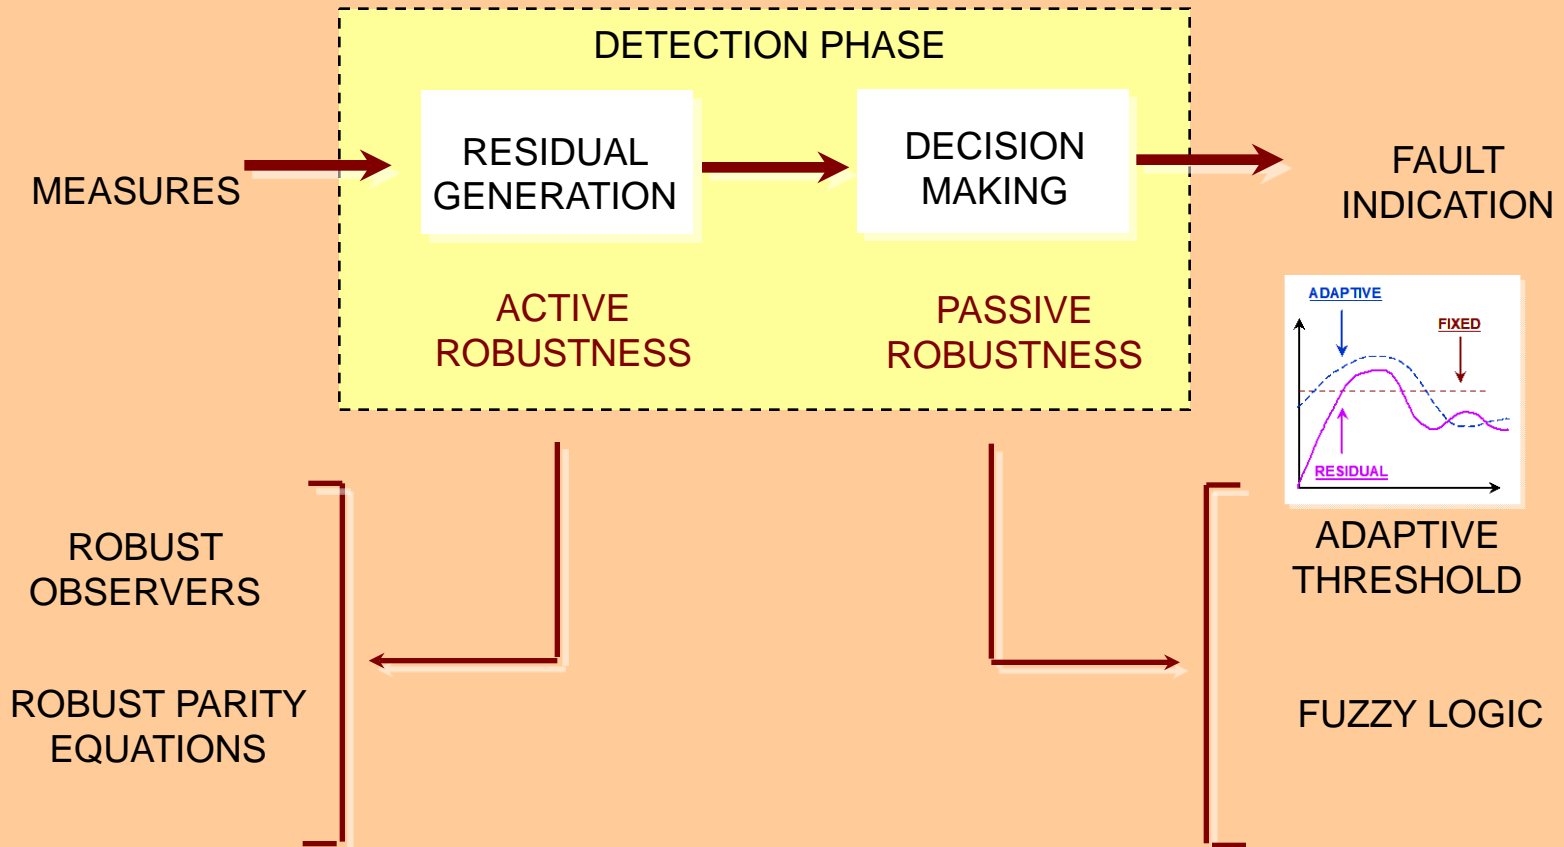 DETECTION PHASE
MEASURES
RESIDUAL
GENERATION
DECISION
MAKING
FAULT
INDICATION
ACTIVE
ROBUSTNESS
PASSIVE
ROBUSTNESS
ADAPTIVE
FIXED
RESIDUAL
ROBUST
OBSERVERS
ROBUST PARITY
EQUATIONS
ADAPTIVE
THRESHOLD
FUZZY LOGIC